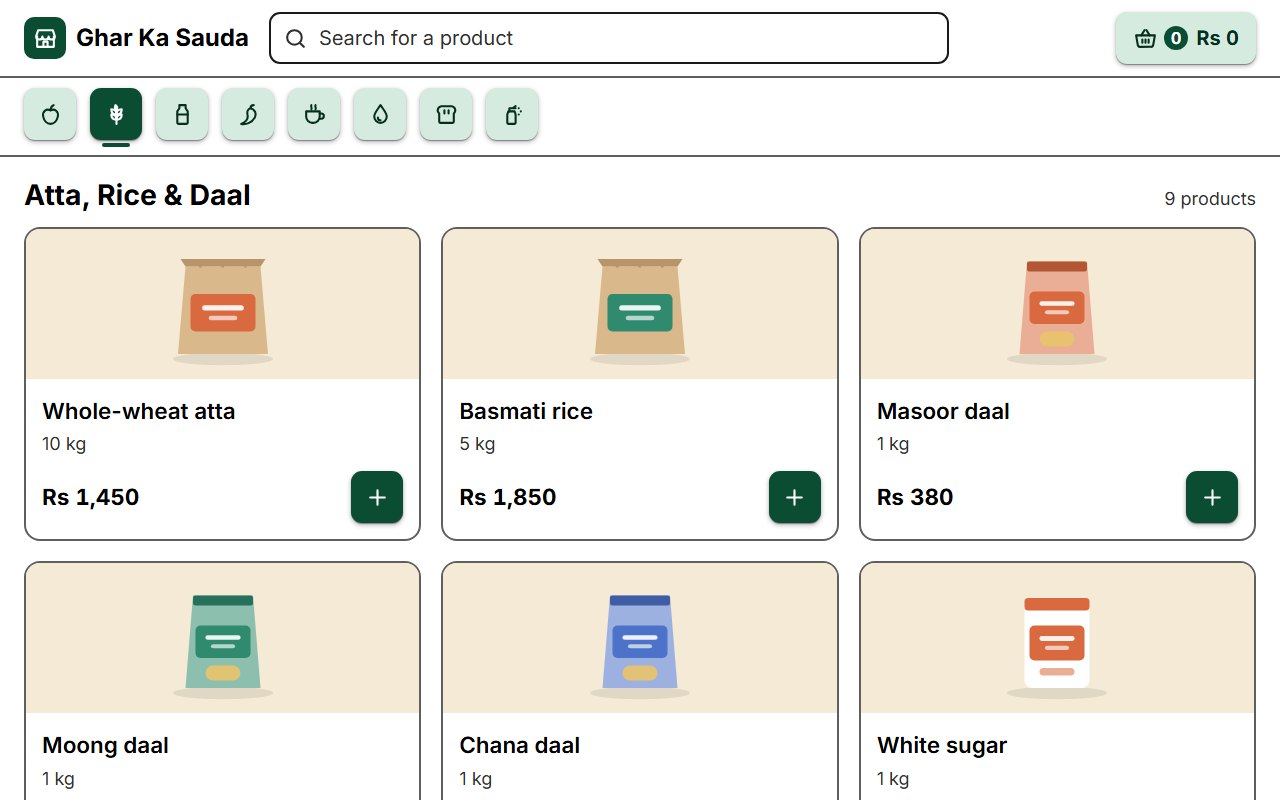 Ghar Ka Sauda
Search for a product
0 Rs 0
Atta, Rice & Daal
9 products
Whole-wheat atta
10 kg
Rs 1,450
Basmati rice
5 kg
Rs 1,850
Masoor daal
1 kg
Rs 380
Moong daal
1 kg
Chana daal
1 kg
White sugar
1 kg